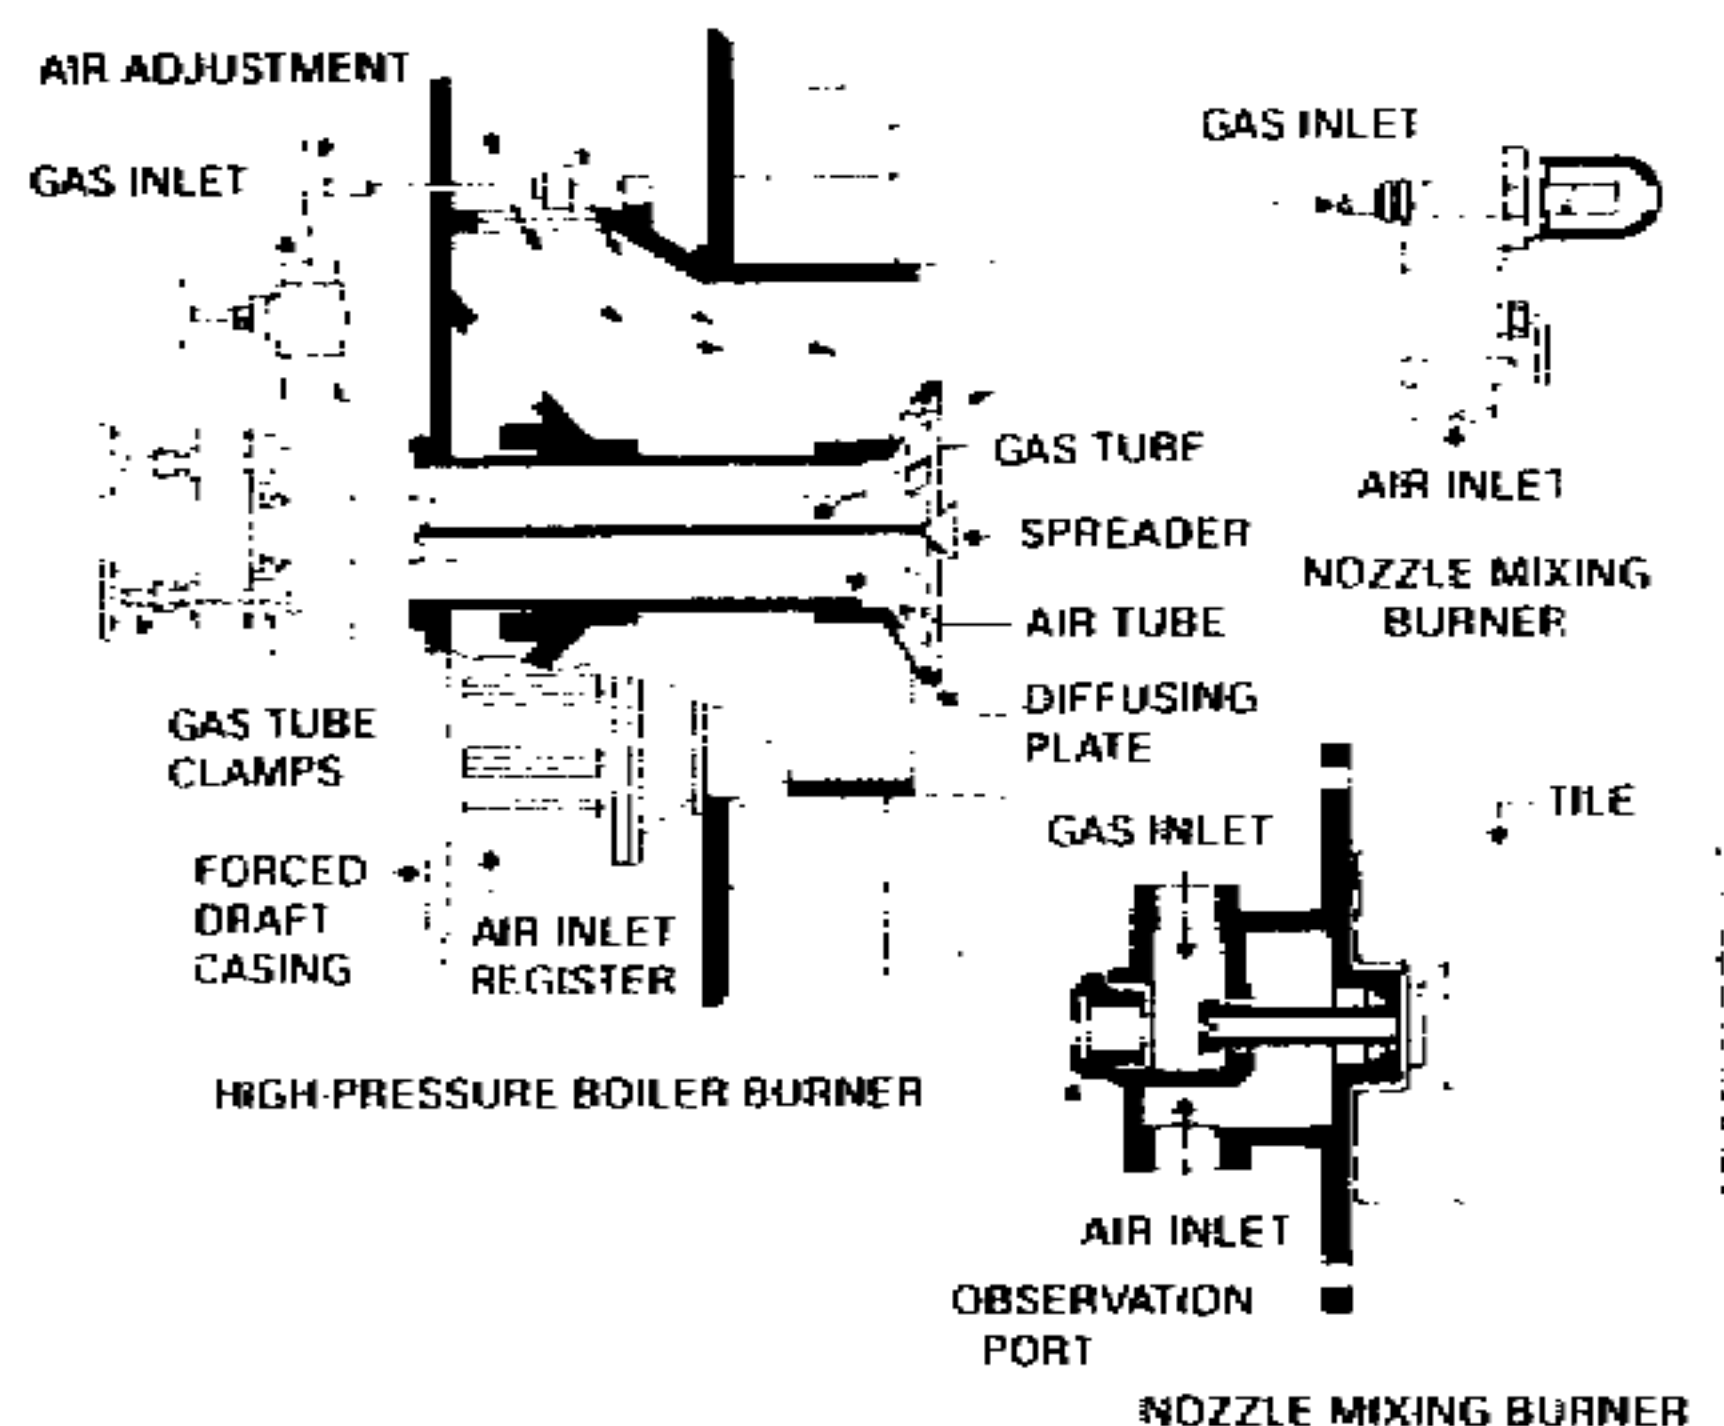 AIR ADJUSTMENT
GAS INLET
GAS INLET
GAS TUBE
AIR INLET
SPREADER
NOZZLE MIXING
BURNER
AIR TUBE
DIFFUSING
PLATE
GAS TUBE
CLAMPS
TILE
GAS INLET
FORCED
DRAFT
CASING
AIR INLET
REGISTER
HIGH-PRESSURE BOILER BURNER
AIR INLET
OBSERVATION
PORT
NOZZLE MIXING BURNER